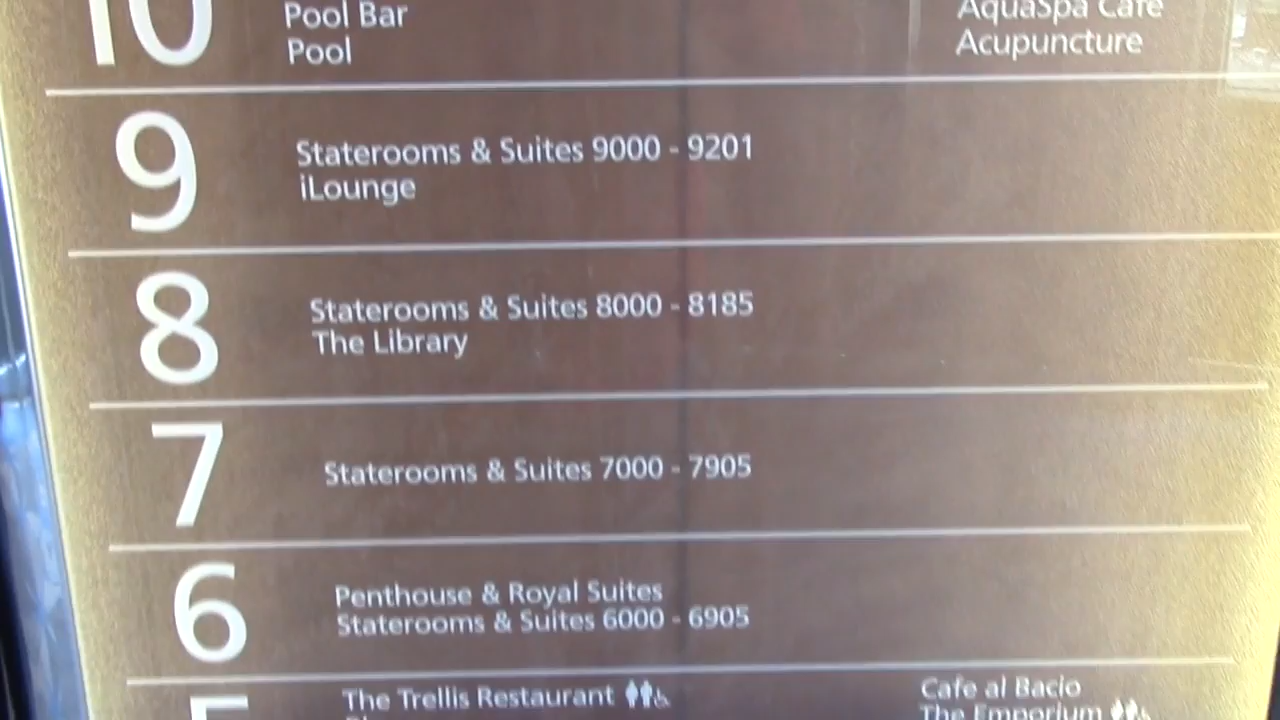 10
Pool Bar
Pool
AquaSpa Cafe
Acupuncture
9
Staterooms & Suites 9000 - 9201
iLounge
8
Staterooms & Suites 8000 - 8185
The Library
7
Staterooms & Suites 7000 - 7905
6
Penthouse & Royal Suites
Staterooms & Suites 6000 - 6905
The Trellis Restaurant
Cafe al Bacio
The Emporium